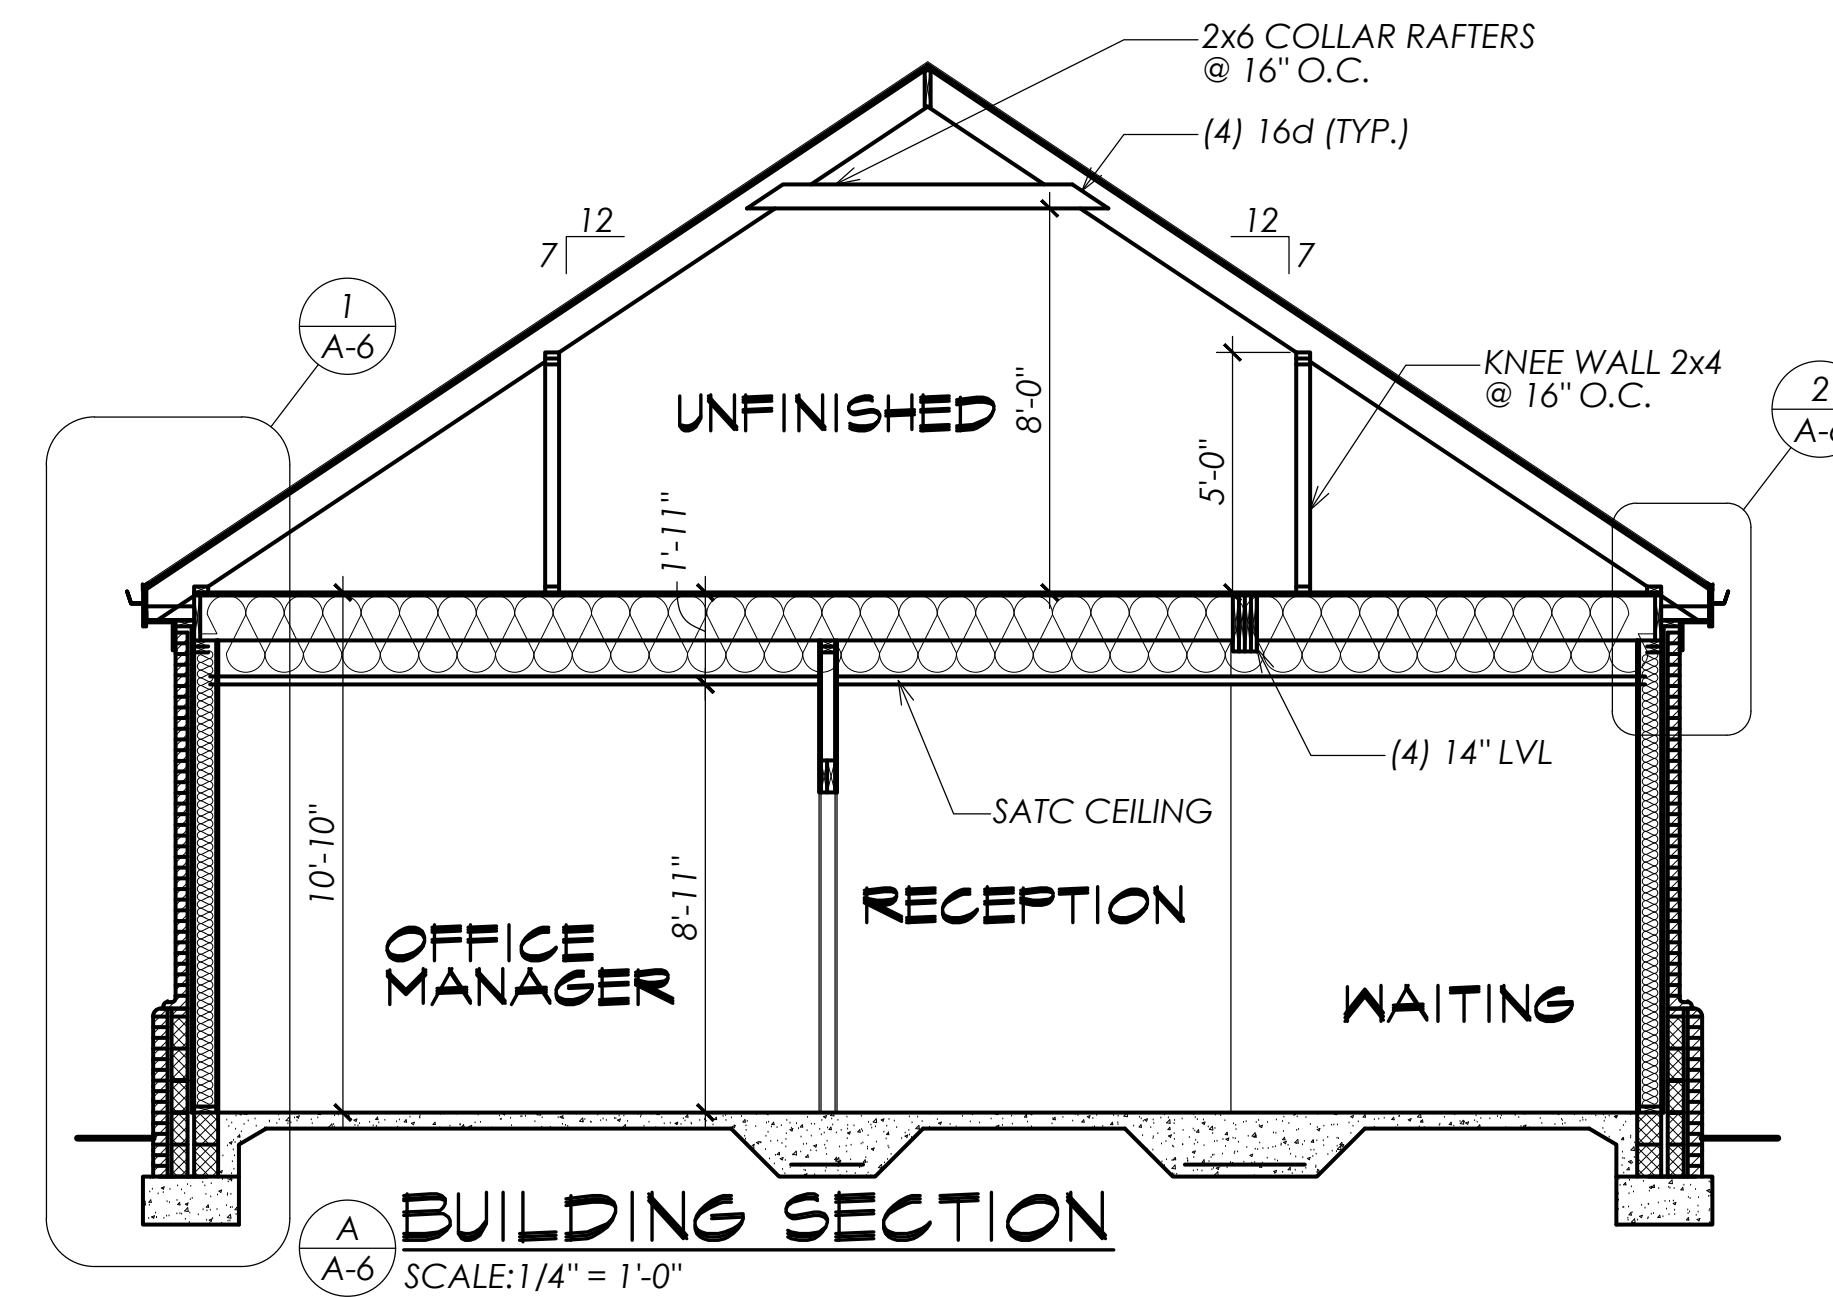 2x6 COLLAR RAFTERS
@ 16" O.C.
(4) 16d (TYP.)
12
7
12
7
1
A-6
KNEE WALL 2x4
@ 16" O.C.
2
UNFINISHED
8'-0"
5'-0"
1'-11"
(4) 14" LVL
SATC CEILING
10'-10"
8'-11"
RECEPTION
OFFICE
MANAGER
WAITING
A
A-6
BUILDING SECTION
SCALE:1/4" = 1'-0"